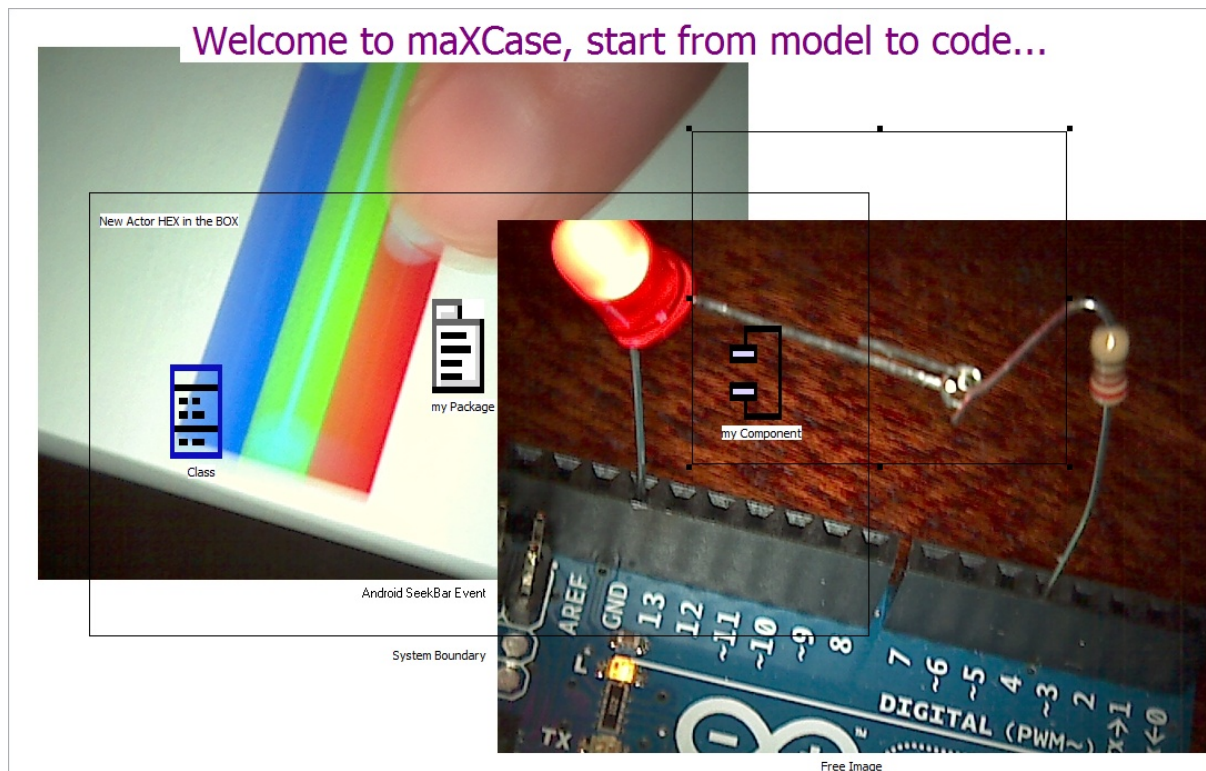 Welcome to maXCase, start from model to code...
New Actor HEX in the BOX
my Package
Class
my Component
Android SeekBar Event
System Boundary
AREF
GND
13
12
~11
~10
~9
8
7
~6
~5
4
~3
2
X→1
X←0
DIGITAL (PWM~)
TX
Free Image